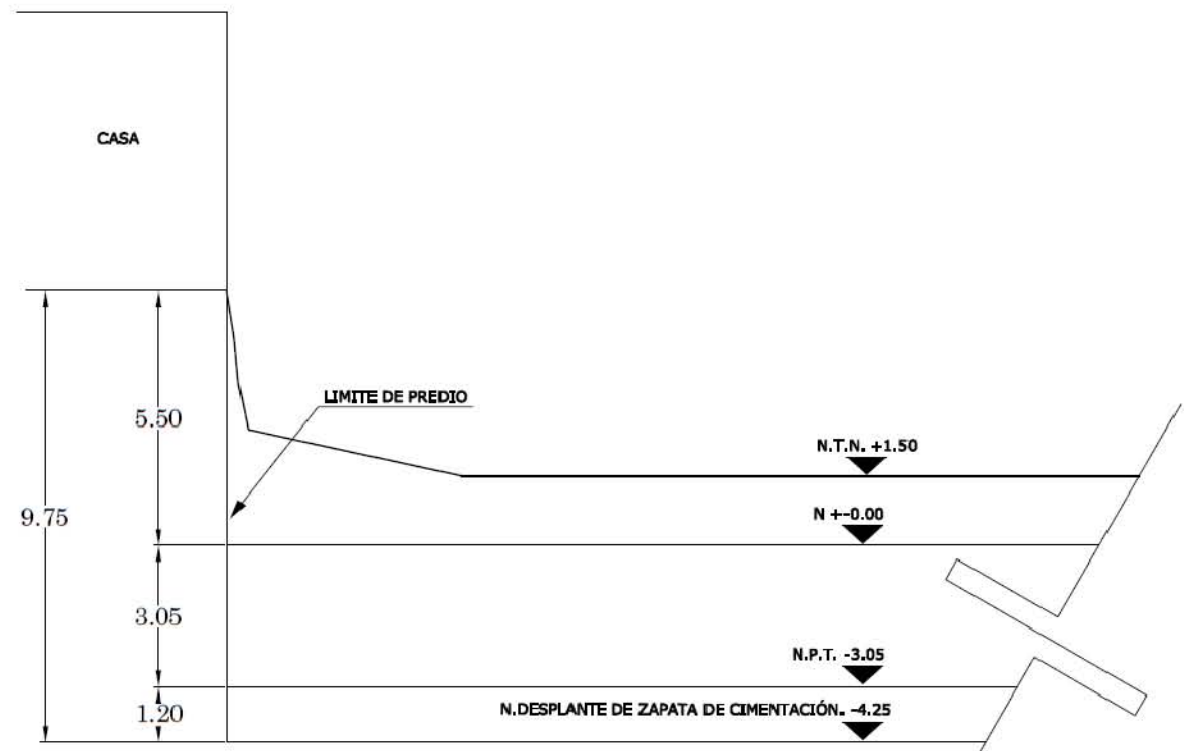 CASA
LIMITE DE PREDIO
5.50
N.T.N. +1.50
9.75
N +-0.00
3.05
N.P.T. -3.05
1.20
N.DESPLANTE DE ZAPATA DE CIMENTACIÓN. -4.25